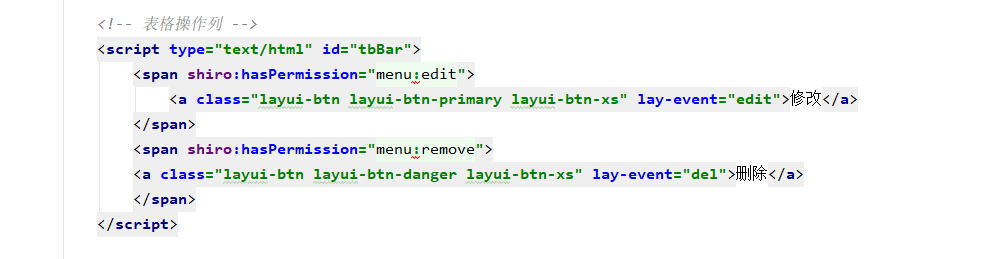 <!-- 表格操作列 -->
<script type="text/html" id="tbBar">
<span shiro:hasPermission="menu:edit">
<a class="layui-btn layui-btn-primary layui-btn-xs" lay-event="edit">修改</a>
</span>
<span shiro:hasPermission="menu:remove">
<a class="layui-btn layui-btn-danger layui-btn-xs" lay-event="del">删除</a>
</span>
</script>